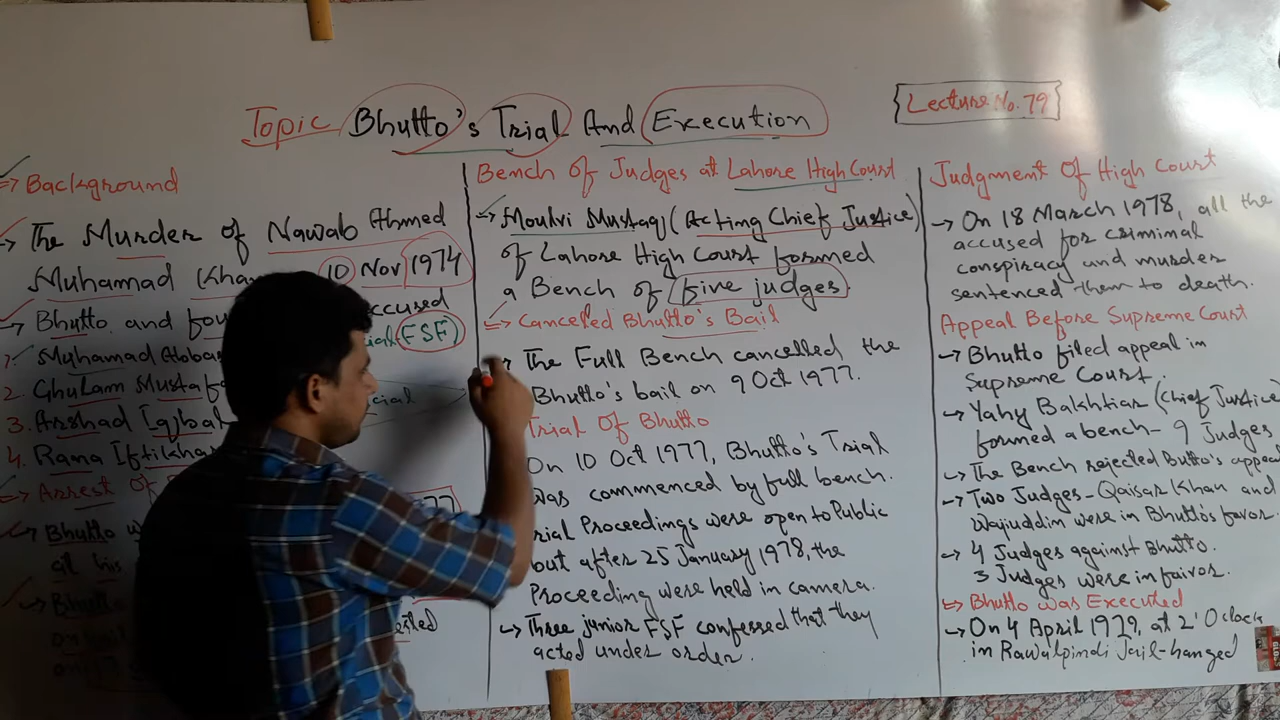 Topic Bhutto's Trial And Execution
Lecture No. 79
=> Background
-> The Murder of Nawab Ahmed
Muhamad Khan 10 Nov 1974
-> Bhutto and fou ccused
1. Muhamad Abbas FSF)
2. Ghulam Mustafa cial
3. Arshad Iqbal
4. Rana Iftikhar
=> Arrest of
-> Bhutto w 77
at his
-> Bhutto
on
Bench Of Judges at Lahore High Court
-> Moulvi Mustaq (Acting Chief Justice)
of Lahore High Court formed
a Bench of (five judges)
=> Cancelled Bhutto's Bail
-> The Full Bench cancelled the
Bhutto's bail on 9 Oct 1977.
Trial Of Bhutto
On 10 Oct 1977, Bhutto's Trial
was commenced by full bench.
rial Proceedings were open to Public
but after 25 January 1978, the
Proceeding were held in camera.
-> Three junior FSF confessed that they
acted under order.
Judgment Of High Court
-> On 18 March 1978, all the
accused for criminal
conspiracy and murder
sentenced them to death.
Appeal Before Supreme Court
-> Bhutto filed appeal in
Supreme Court.
-> Yahy Bakhtiar (Chief Justice
formed a bench - 9 Judges
-> The Bench rejected Butto's appeal
-> Two Judges - Qaisar Khan and
Wajuddin were in Bhutto's favor.
-> 4 Judges against Bhutto.
3 Judges were in faivor.
=> Bhutto was Executed
-> On 4 April 1979, at 2'O clock
in Rawalpindi Jail-hanged